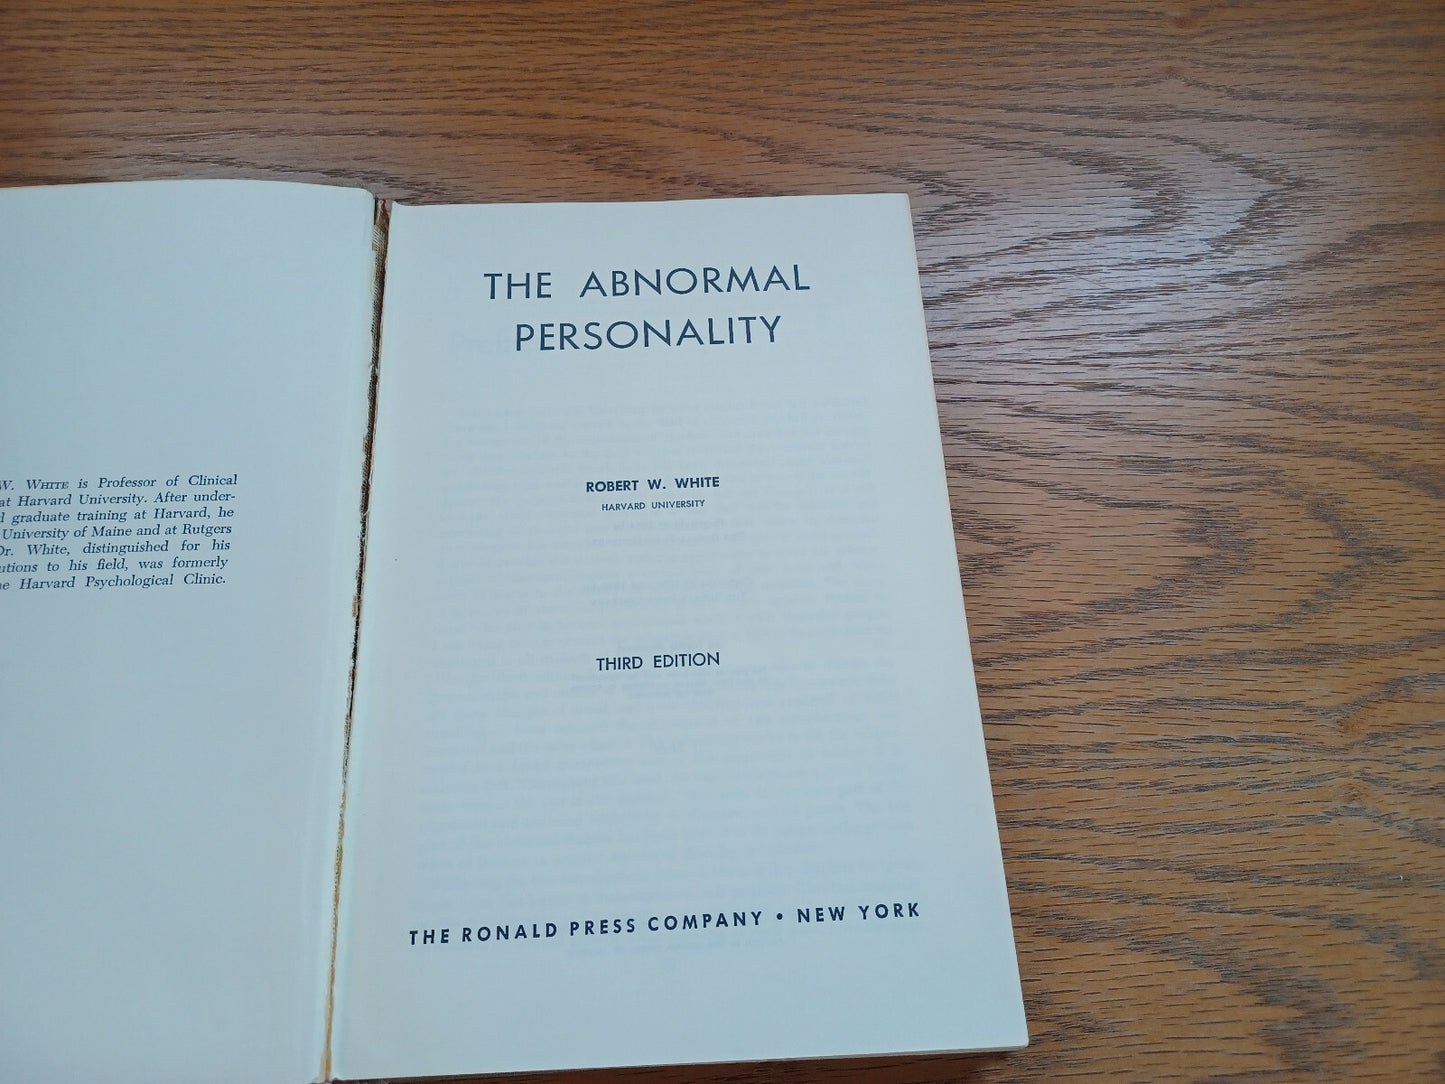 W. WHITE is Professor of Clinical
at Harvard University. After under-
graduate training at Harvard, he
University of Maine and at Rutgers
Dr. White, distinguished for his
utions to his field, was formerly
Harvard Psychological Clinic.
THE ABNORMAL
PERSONALITY
ROBERT W. WHITE
HARVARD UNIVERSITY
THIRD EDITION
THE RONALD PRESS COMPANY • NEW YORK